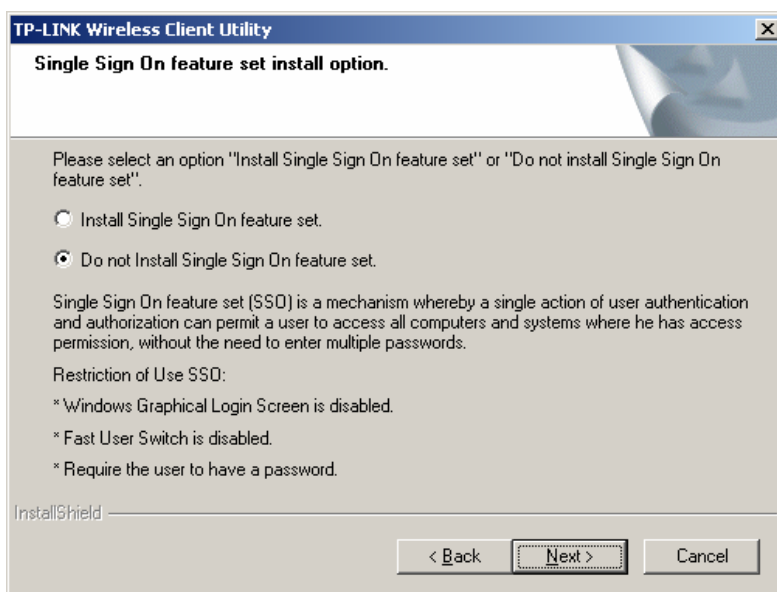 TP-LINK Wireless Client Utility
Single Sign On feature set install option.
Please select an option "Install Single Sign On feature set" or "Do not install Single Sign On
feature set".
Install Single Sign On feature set.
Do not Install Single Sign On feature set.
Single Sign On feature set (SSO) is a mechanism whereby a single action of user authentication
and authorization can permit a user to access all computers and systems where he has access
permission, without the need to enter multiple passwords.
Restriction of Use SSO:
* Windows Graphical Login Screen is disabled.
* Fast User Switch is disabled.
* Require the user to have a password.
InstallShield
< Back Next > Cancel